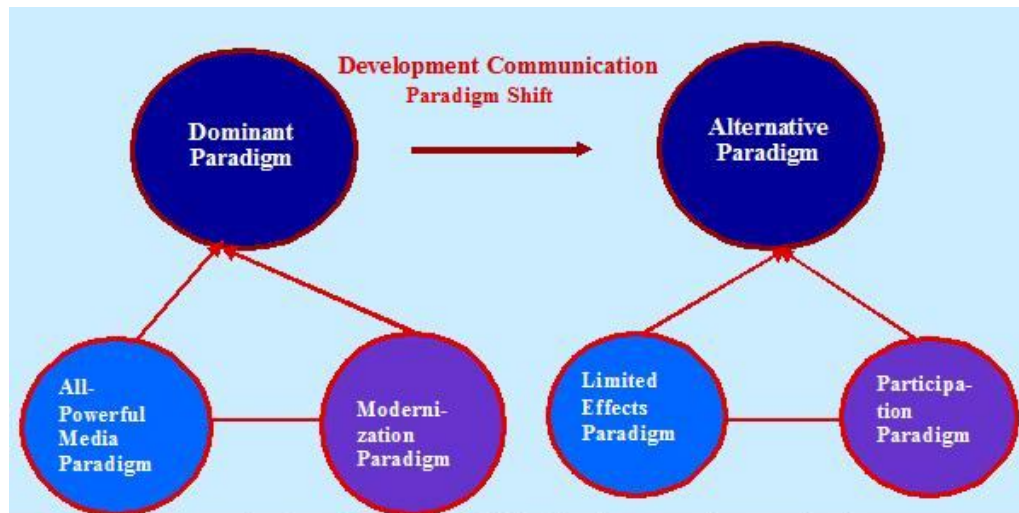 Development Communication
Paradigm Shift
Dominant
Paradigm
Alternative
Paradigm
All-
Powerful
Media
Paradigm
Moderni-
zation
Paradigm
Limited
Effects
Paradigm
Participa-
tion
Paradigm